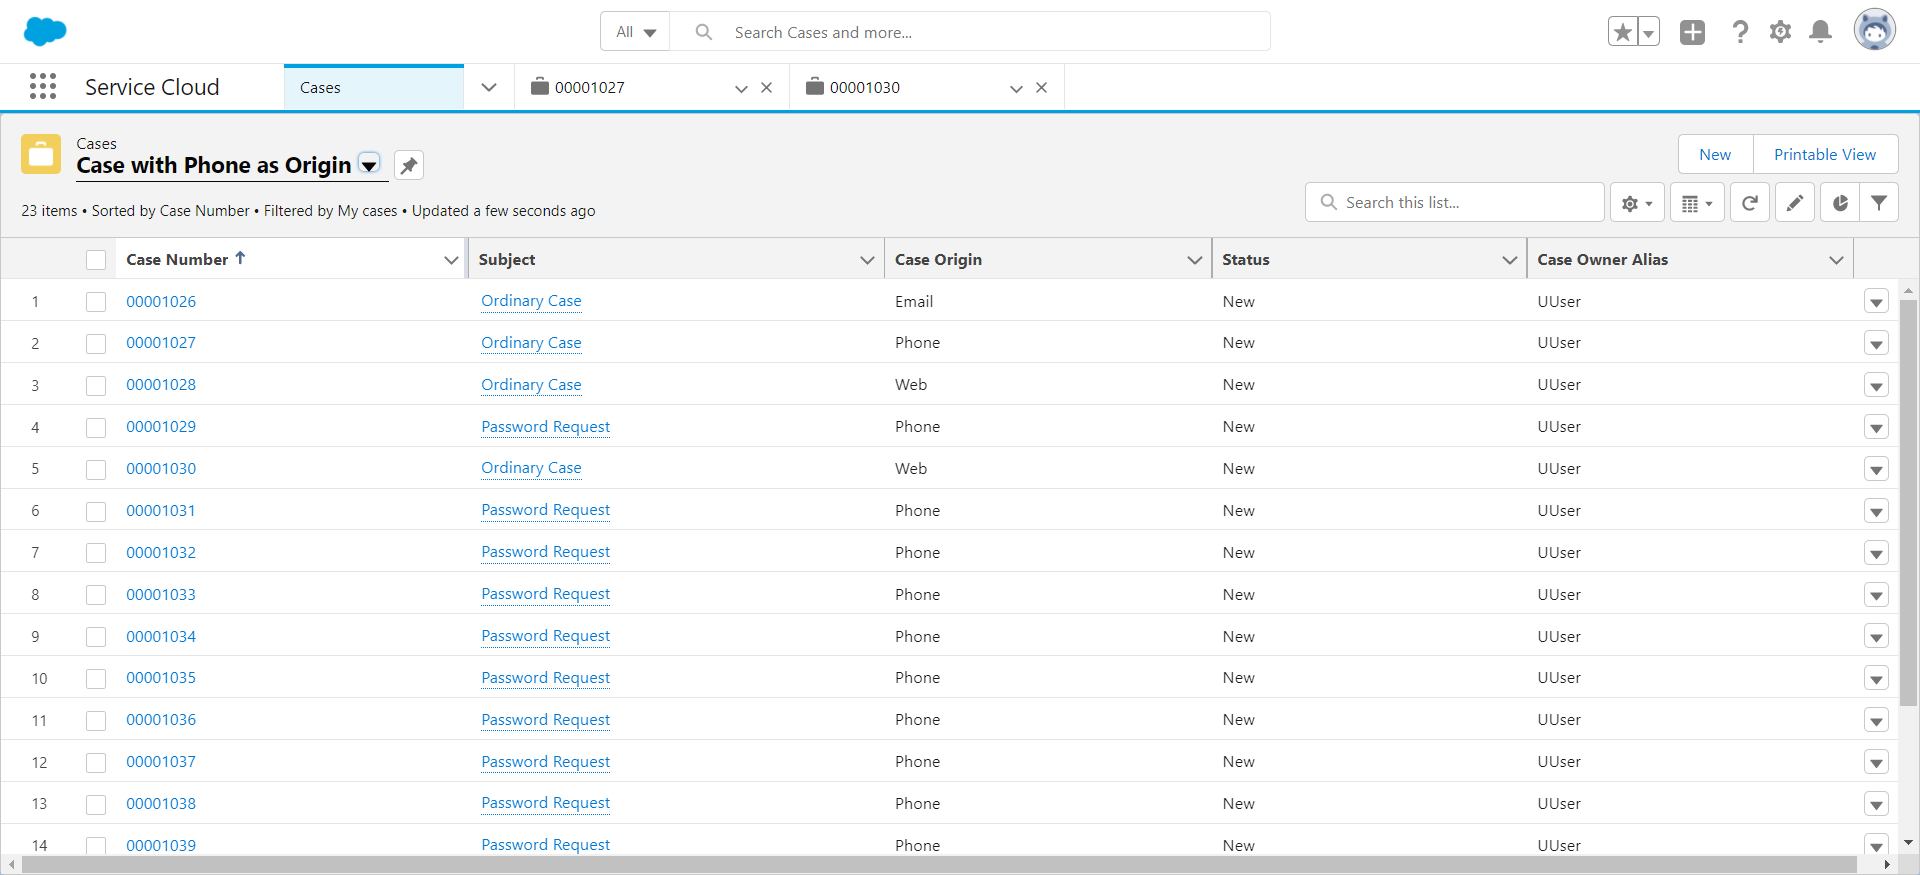 All
Search Cases and more...
Service Cloud
Cases
00001027
00001030
Cases
Case with Phone as Origin
New
Printable View
23 items • Sorted by Case Number • Filtered by My cases • Updated a few seconds ago
Search this list...
Case Number Subject Case Origin Status Case Owner Alias
1 00001026 Ordinary Case Email New UUser
2 00001027 Ordinary Case Phone New UUser
3 00001028 Ordinary Case Web New UUser
4 00001029 Password Request Phone New UUser
5 00001030 Ordinary Case Web New UUser
6 00001031 Password Request Phone New UUser
7 00001032 Password Request Phone New UUser
8 00001033 Password Request Phone New UUser
9 00001034 Password Request Phone New UUser
10 00001035 Password Request Phone New UUser
11 00001036 Password Request Phone New UUser
12 00001037 Password Request Phone New UUser
13 00001038 Password Request Phone New UUser
14 00001039 Password Request Phone New UUser